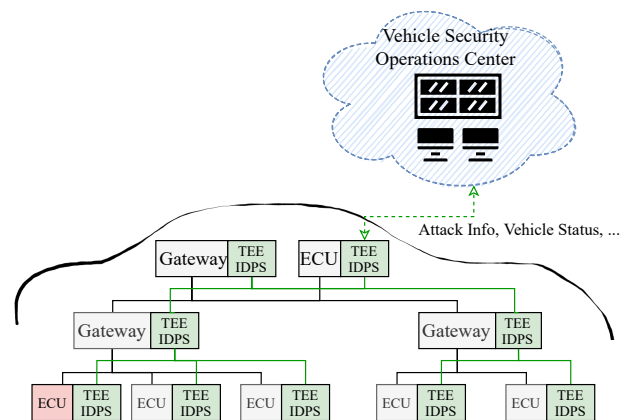 Vehicle Security
Operations Center
Attack Info, Vehicle Status, ...
Gateway
TEE
IDPS
ECU
TEE
IDPS
Gateway
TEE
IDPS
Gateway
TEE
IDPS
ECU
TEE
IDPS
ECU
TEE
IDPS
ECU
TEE
IDPS
ECU
TEE
IDPS
ECU
TEE
IDPS